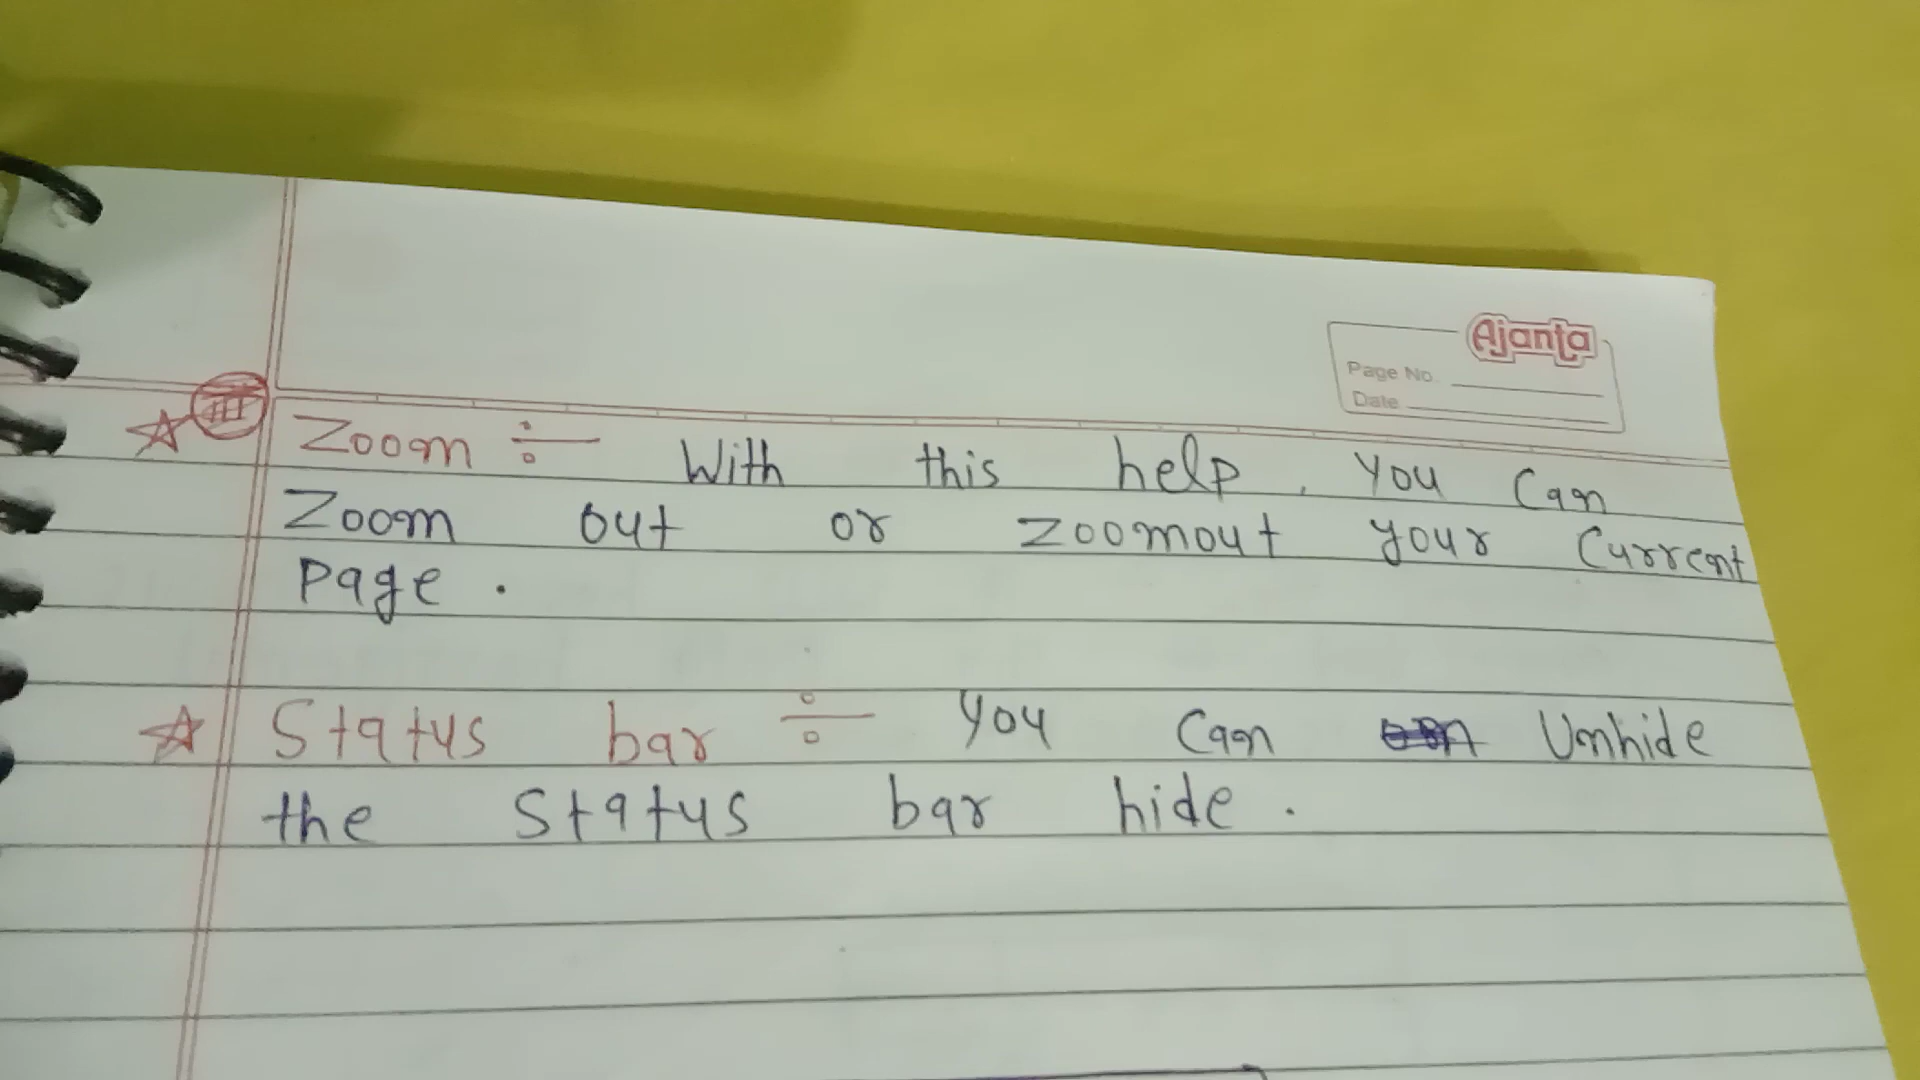 Ajanta
Page No.
Date
Zoom ÷ With this help, you can
Zoom out or zoomout your current
page.
Status bar ÷ you can Unhide
the status bar hide.